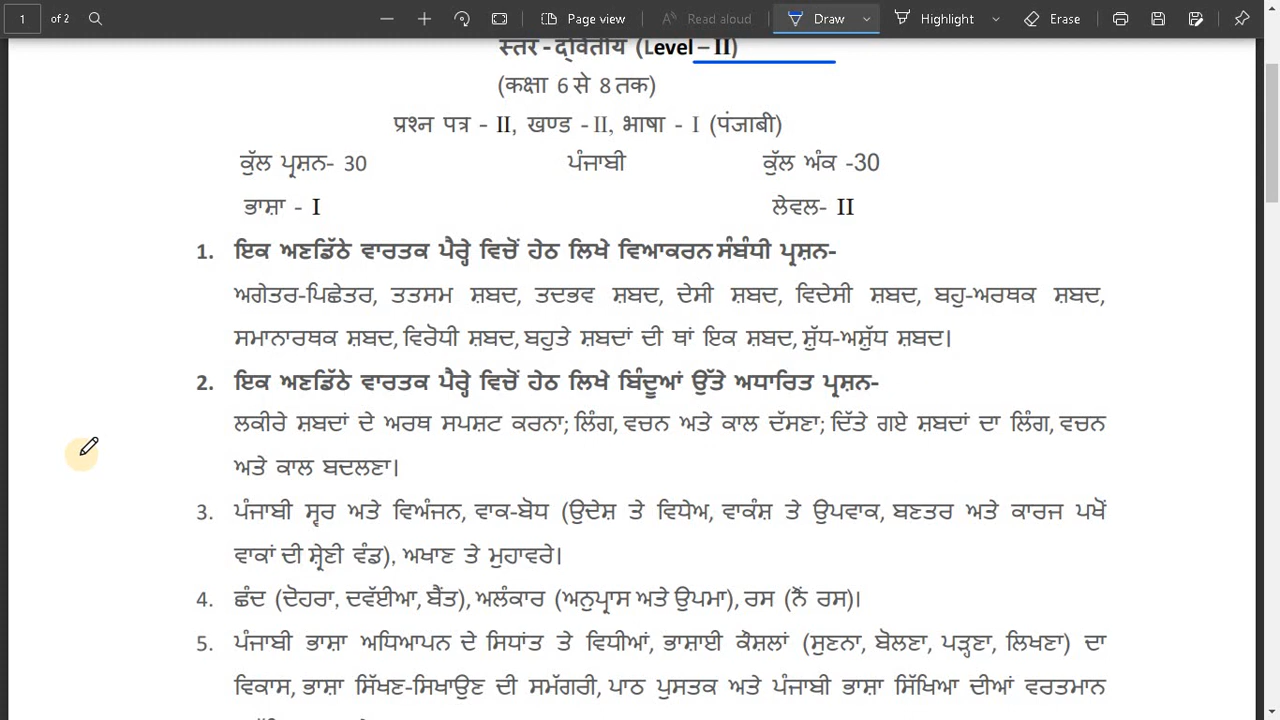 1 of 2 Page view Read aloud Draw Highlight Erase
स्तर - द्वितीय (Level – II)
(कक्षा 6 से 8 तक)
प्रश्न पत्र - II, खण्ड - II, भाषा - I (पंजाबी)
ਕੁੱਲ ਪ੍ਰਸ਼ਨ- 30 ਪੰਜਾਬੀ ਕੁੱਲ ਅੰਕ -30
ਭਾਸ਼ਾ - I ਲੇਵਲ- II
1. ਇਕ ਅਣਡਿੱਠੇ ਵਾਰਤਕ ਪੈਰ੍ਹੇ ਵਿਚੋਂ ਹੇਠ ਲਿਖੇ ਵਿਆਕਰਨ ਸੰਬੰਧੀ ਪ੍ਰਸ਼ਨ-
ਅਗੇਤਰ-ਪਿਛੇਤਰ, ਤਤਸਮ ਸ਼ਬਦ, ਤਦਭਵ ਸ਼ਬਦ, ਦੇਸੀ ਸ਼ਬਦ, ਵਿਦੇਸੀ ਸ਼ਬਦ, ਬਹੁ-ਅਰਥਕ ਸ਼ਬਦ,
ਸਮਾਨਾਰਥਕ ਸ਼ਬਦ, ਵਿਰੋਧੀ ਸ਼ਬਦ, ਬਹੁਤੇ ਸ਼ਬਦਾਂ ਦੀ ਥਾਂ ਇਕ ਸ਼ਬਦ, ਸ਼ੁੱਧ-ਅਸ਼ੁੱਧ ਸ਼ਬਦ।
2. ਇਕ ਅਣਡਿੱਠੇ ਵਾਰਤਕ ਪੈਰ੍ਹੇ ਵਿਚੋਂ ਹੇਠ ਲਿਖੇ ਬਿੰਦੂਆਂ ਉੱਤੇ ਅਧਾਰਿਤ ਪ੍ਰਸ਼ਨ-
ਲਕੀਰੇ ਸ਼ਬਦਾਂ ਦੇ ਅਰਥ ਸਪਸ਼ਟ ਕਰਨਾ; ਲਿੰਗ, ਵਚਨ ਅਤੇ ਕਾਲ ਦੱਸਣਾ; ਦਿੱਤੇ ਗਏ ਸ਼ਬਦਾਂ ਦਾ ਲਿੰਗ, ਵਚਨ
ਅਤੇ ਕਾਲ ਬਦਲਣਾ।
3. ਪੰਜਾਬੀ ਸ੍ਵਰ ਅਤੇ ਵਿਅੰਜਨ, ਵਾਕ-ਬੋਧ (ਉਦੇਸ਼ ਤੇ ਵਿਧੇਅ, ਵਾਕੰਸ਼ ਤੇ ਉਪਵਾਕ, ਬਣਤਰ ਅਤੇ ਕਾਰਜ ਪਖੋਂ
ਵਾਕਾਂ ਦੀ ਸ਼੍ਰੇਣੀ ਵੰਡ), ਅਖਾਣ ਤੇ ਮੁਹਾਵਰੇ।
4. ਛੰਦ (ਦੋਹਰਾ, ਦਵੱਈਆ, ਬੈਂਤ), ਅਲੰਕਾਰ (ਅਨੁਪ੍ਰਾਸ ਅਤੇ ਉਪਮਾ), ਰਸ (ਨੌਂ ਰਸ)।
5. ਪੰਜਾਬੀ ਭਾਸ਼ਾ ਅਧਿਆਪਨ ਦੇ ਸਿਧਾਂਤ ਤੇ ਵਿਧੀਆਂ, ਭਾਸ਼ਾਈ ਕੌਸ਼ਲਾਂ (ਸੁਣਨਾ, ਬੋਲਣਾ, ਪੜ੍ਹਣਾ, ਲਿਖਣਾ) ਦਾ
ਵਿਕਾਸ, ਭਾਸ਼ਾ ਸਿੱਖਣ-ਸਿਖਾਉਣ ਦੀ ਸਮੱਗਰੀ, ਪਾਠ ਪੁਸਤਕ ਅਤੇ ਪੰਜਾਬੀ ਭਾਸ਼ਾ ਸਿੱਖਿਆ ਦੀਆਂ ਵਰਤਮਾਨ